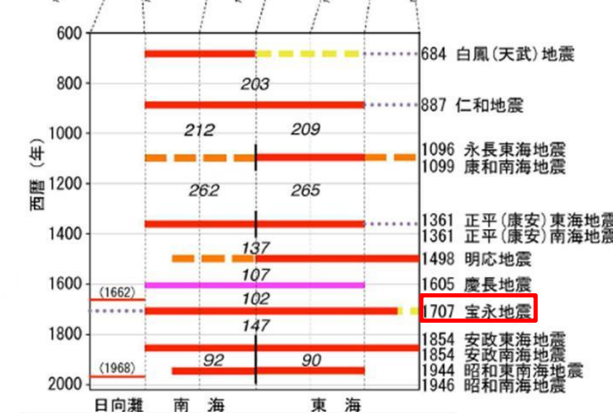 600
684 白鳳(天武)地震
800
203
887 仁和地震
1000
212
209
1096 永長東海地震
1099 康和南海地震
1200
262
265
1361 正平(康安)東海地震
1361 正平(康安)南海地震
1400
137
1498 明応地震
107
1600
1605 慶長地震
(1662)
102
1707 宝永地震
147
1800
1854 安政東海地震
1854 安政南海地震
92
90
(1968)
1944 昭和東南海地震
1946 昭和南海地震
2000
西暦(年)
日向灘
南 海
東 海